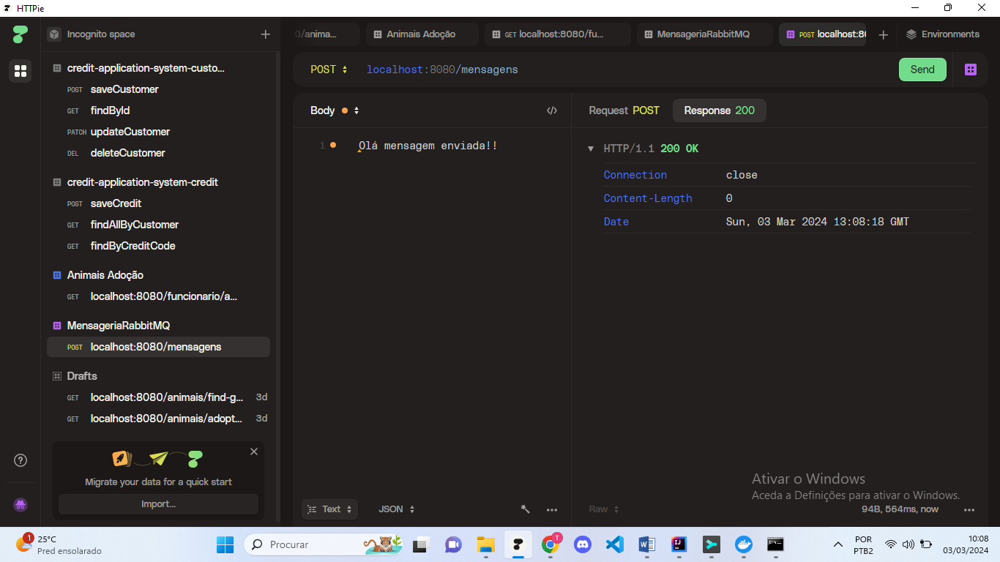 HTTPie
Incognito space
credit-application-system-custo...
POST saveCustomer
GET findById
PATCH updateCustomer
DEL deleteCustomer
credit-application-system-credit
POST saveCredit
GET findAllByCustomer
GET findByCreditCode
Animais Adoção
GET localhost:8080/funcionario/a...
MensageriaRabbitMQ
POST localhost:8080/mensagens
Drafts
GET localhost:8080/animais/find-g... 3d
GET localhost:8080/animais/adopt... 3d
Migrate your data for a quick start
Import...
0/anima... Animais Adoção GET localhost:8080/fu... MensageriaRabbitMQ POST localhost:80 Environments
POST localhost:8080/mensagens Send
Body
1 Olá mensagem enviada!!
Text JSON
Request POST Response 200
HTTP/1.1 200 OK
Connection close
Content-Length 0
Date Sun, 03 Mar 2024 13:08:18 GMT
Ativar o Windows
Aceda a Definições para ativar o Windows.
Raw 94B, 564ms, now
1 25°C
Pred ensolarado
Procurar
T
POR
PTB2
10:08
03/03/2024